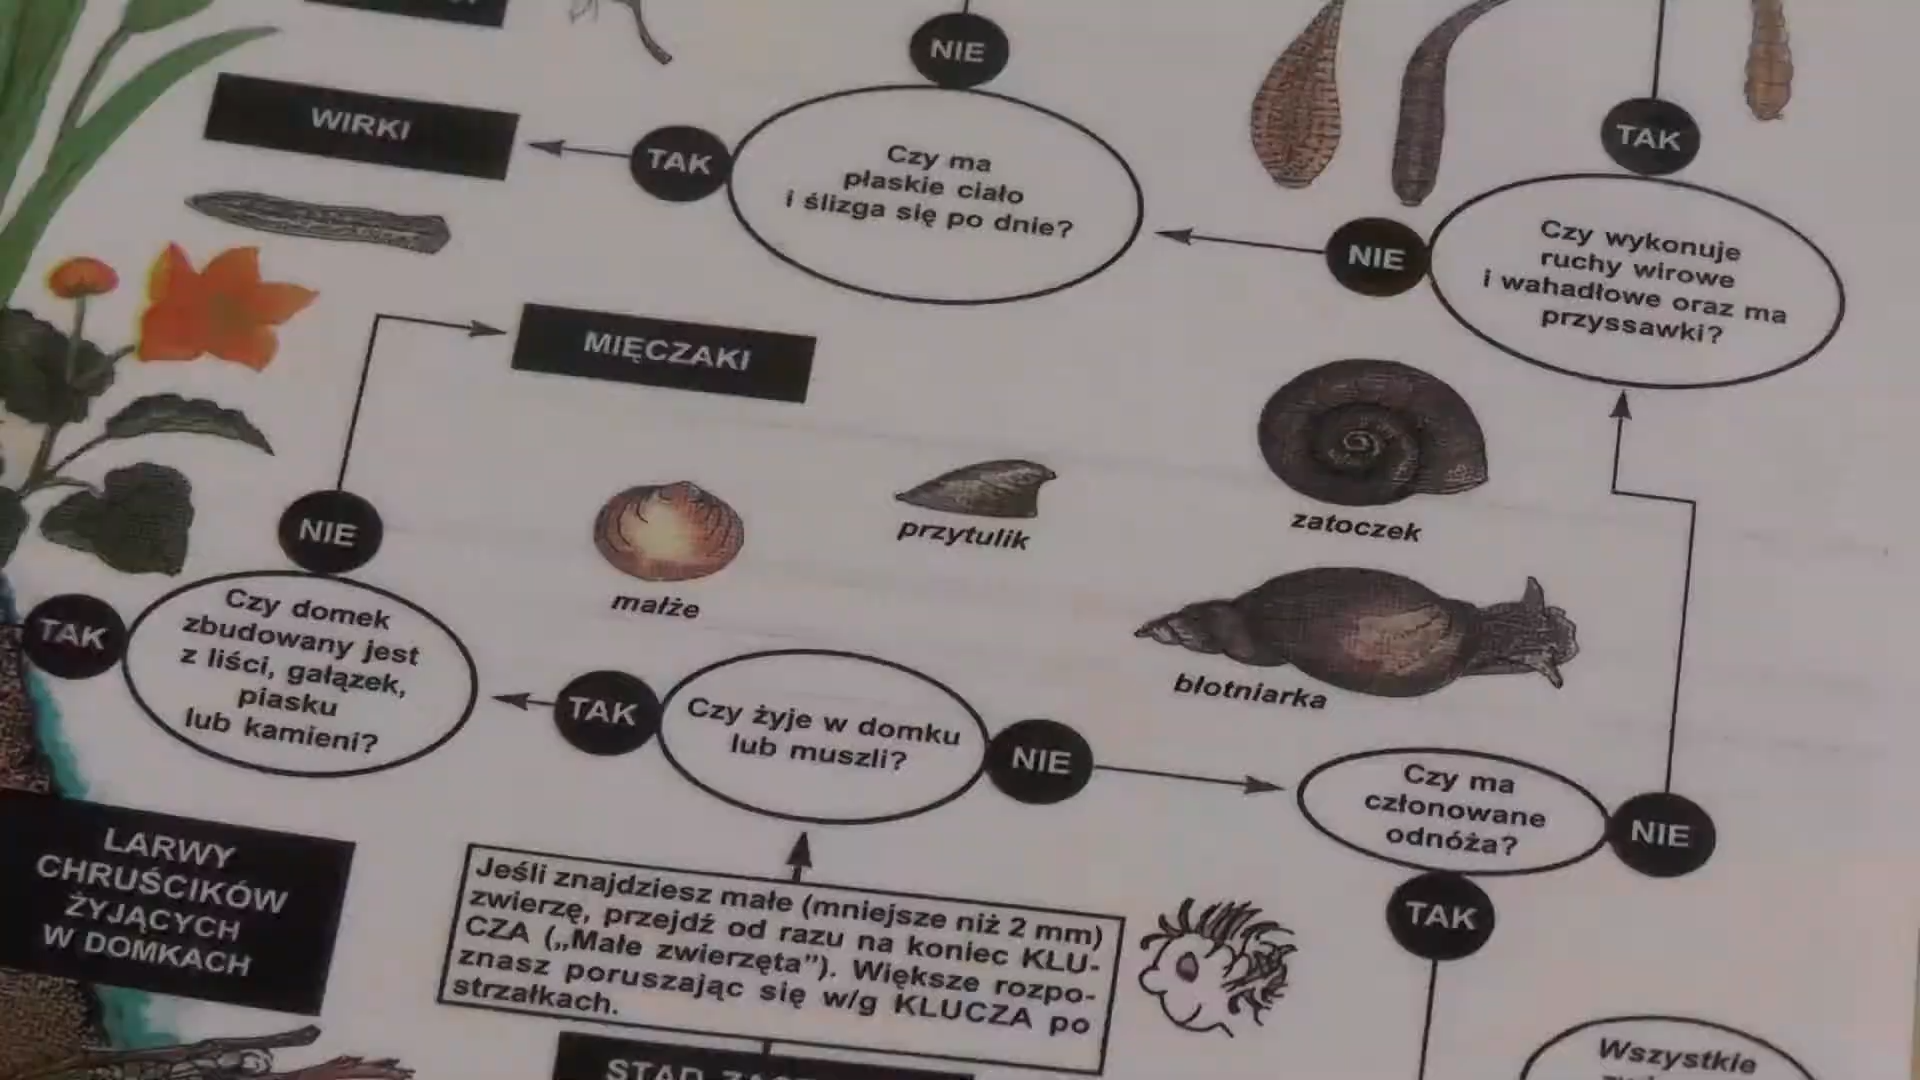 NIE
WIRKI
TAK
Czy ma
płaskie ciało
i ślizga się po dnie?
TAK
NIE
Czy wykonuje
ruchy wirowe
i wahadłowe oraz ma
przyssawki?
MIĘCZAKI
NIE
małże
przytulik
zatoczek
błotniarka
TAK
Czy domek
zbudowany jest
z liści, gałązek,
piasku
lub kamieni?
TAK
Czy żyje w domku
lub muszli?
NIE
Czy ma
członowane
odnóża?
NIE
TAK
LARWY
CHRUŚCIKÓW
ŻYJĄCYCH
W DOMKACH
Jeśli znajdziesz małe (mniejsze niż 2 mm)
zwierzę, przejdź od razu na koniec KLU-
CZA („Małe zwierzęta"). Większe rozpo-
znasz poruszając się w/g KLUCZA po
strzałkach.
Wszystkie